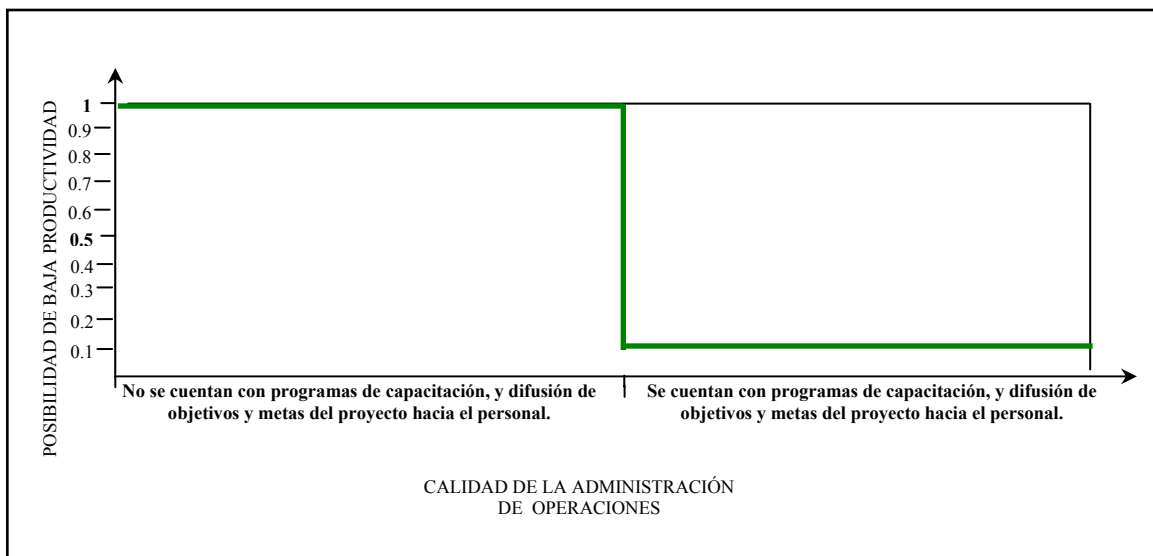 POSIBILIDAD DE BAJA PRODUCTIVIDAD
1
0.9
0.8
0.7
0.6
0.5
0.4
0.3
0.2
0.1
No se cuentan con programas de capacitación, y difusión de
objetivos y metas del proyecto hacia el personal.
Se cuentan con programas de capacitación, y difusión de
objetivos y metas del proyecto hacia el personal.
CALIDAD DE LA ADMINISTRACIÓN
DE OPERACIONES